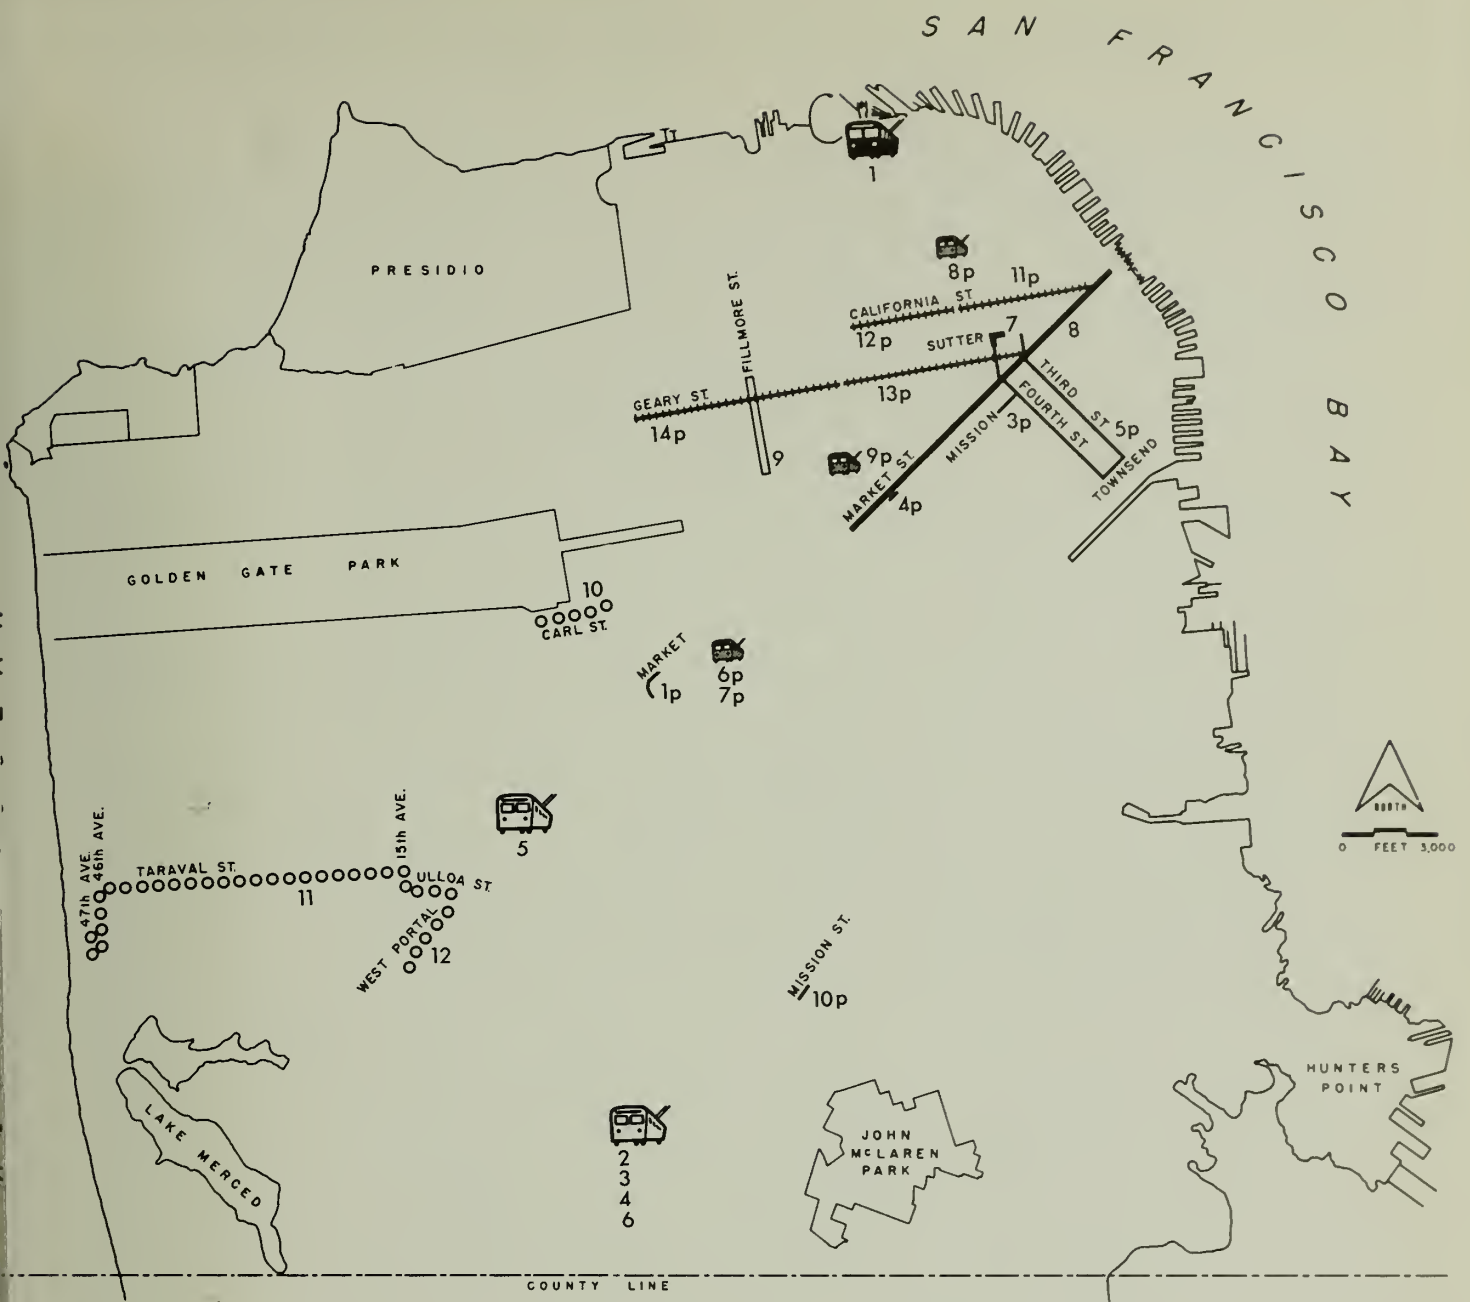 SAN FRANCISCO BAY
1
PRESIDIO
8p
11p
CALIFORNIA ST.
12p
FILLMORE ST.
SUTTER
7
8
GEARY ST.
13p
14p
THIRD ST.
FOURTH ST
5p
3p
MISSION
TOWNSEND
9
9p
MARKET ST.
4p
GOLDEN GATE PARK
10
CARL ST.
MARKET
1p
6p
7p
5
47th AVE.
46th AVE.
TARAVAL ST.
15th AVE.
ULLOA ST.
11
WEST PORTAL
12
NORTH
0 FEET 3,000
MISSION ST.
10p
HUNTERS
POINT
LAKE MERCED
2
3
4
6
JOHN
McLAREN
PARK
COUNTY LINE